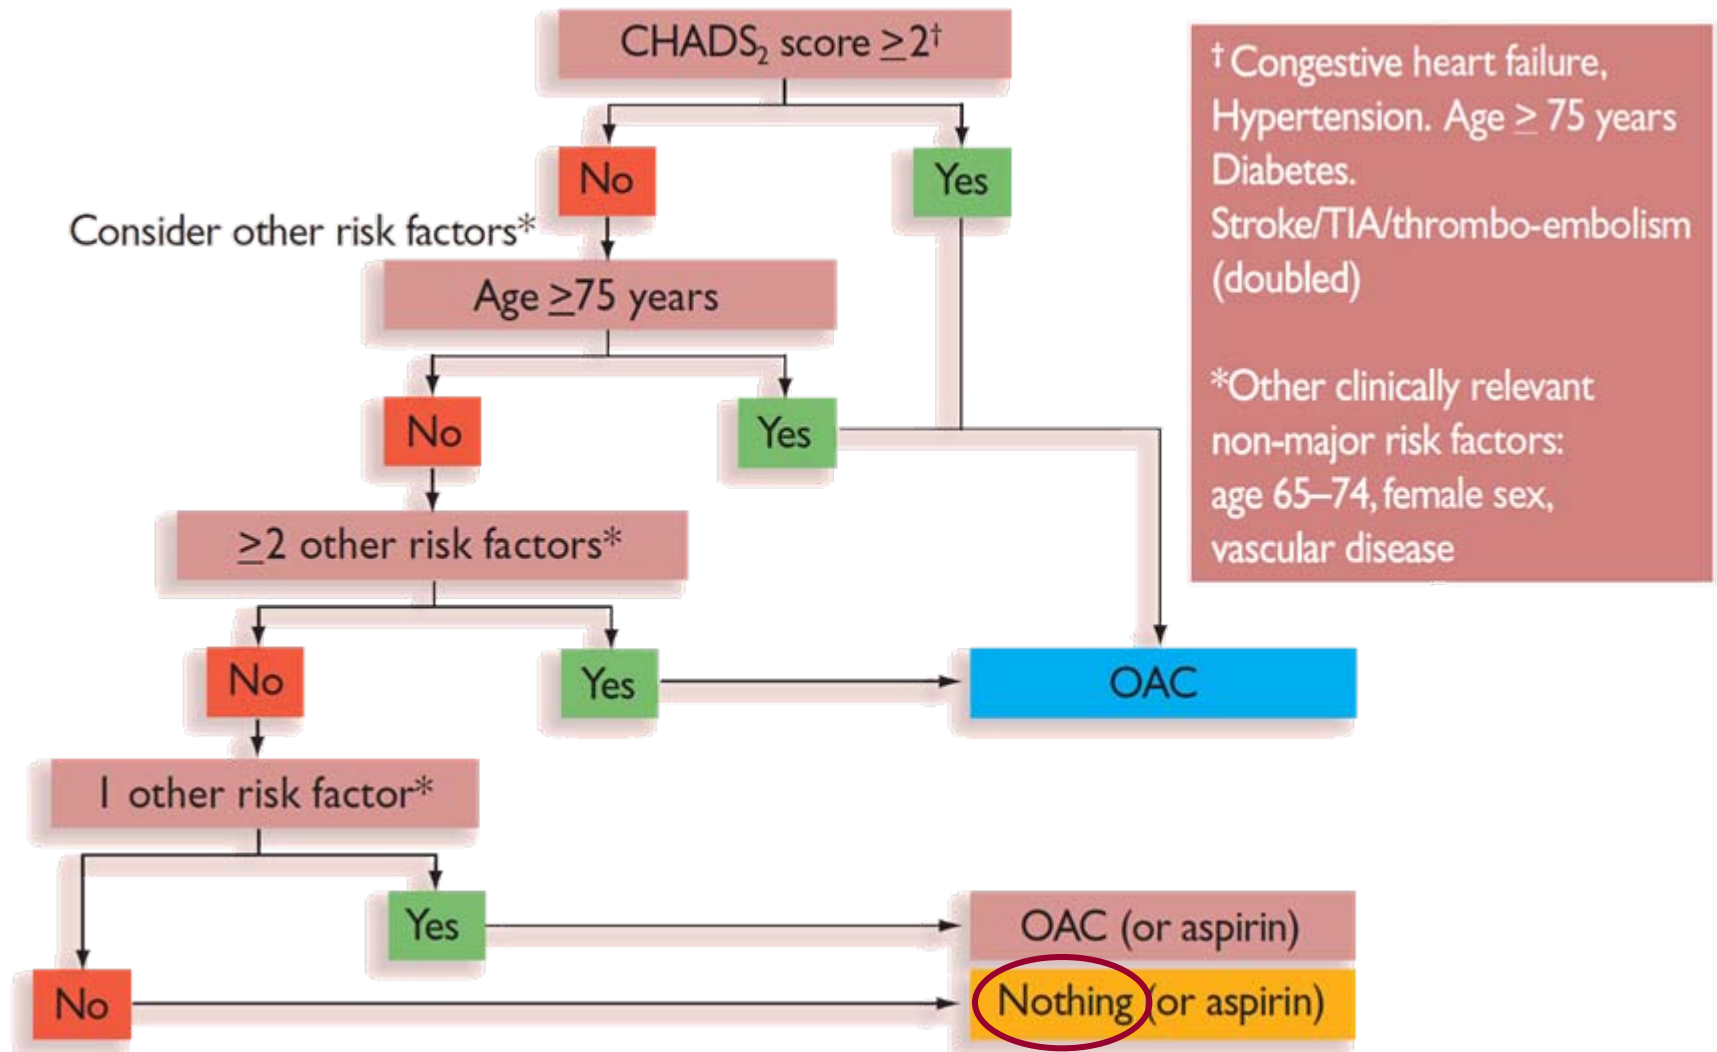 CHADS₂ score ≥2†
No
Yes
Consider other risk factors*
Age ≥75 years
No
Yes
≥2 other risk factors*
No
Yes
OAC
1 other risk factor*
Yes
OAC (or aspirin)
No
Nothing (or aspirin)
† Congestive heart failure,
Hypertension. Age ≥ 75 years
Diabetes.
Stroke/TIA/thrombo-embolism
(doubled)
*Other clinically relevant
non-major risk factors:
age 65–74, female sex,
vascular disease